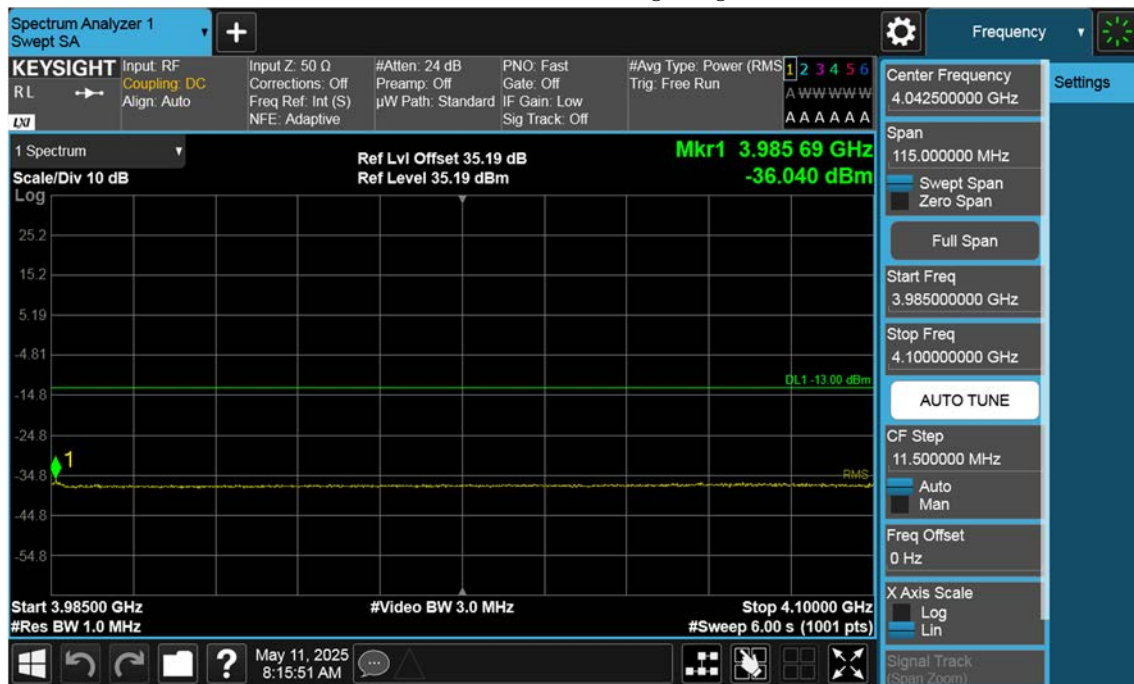 Spectrum Analyzer 1
Swept SA
+
Frequency
KEYSIGHT
RL
LXI
Input: RF
Coupling: DC
Align: Auto
Input Z: 50 Ω
Corrections: Off
Freq Ref: Int (S)
NFE: Adaptive
#Atten: 24 dB
Preamp: Off
µW Path: Standard
PNO: Fast
Gate: Off
IF Gain: Low
Sig Track: Off
#Avg Type: Power (RMS
Trig: Free Run
1 2 3 4 5 6
A W W W W W
A A A A A A
1 Spectrum
Scale/Div 10 dB
Ref Lvl Offset 35.19 dB
Ref Level 35.19 dBm
Mkr1 3.985 69 GHz
-36.040 dBm
Log
25.2
15.2
5.19
-4.81
DL1 -13.00 dBm
-14.8
-24.8
1
-34.8
RMS
-44.8
-54.8
Start 3.98500 GHz
#Res BW 1.0 MHz
#Video BW 3.0 MHz
Stop 4.10000 GHz
#Sweep 6.00 s (1001 pts)
?
May 11, 2025
8:15:51 AM
Center Frequency
4.042500000 GHz
Span
115.000000 MHz
Swept Span
Zero Span
Full Span
Start Freq
3.985000000 GHz
Stop Freq
4.100000000 GHz
AUTO TUNE
CF Step
11.500000 MHz
Auto
Man
Freq Offset
0 Hz
X Axis Scale
Log
Lin
Signal Track
(Span Zoom)
Settings